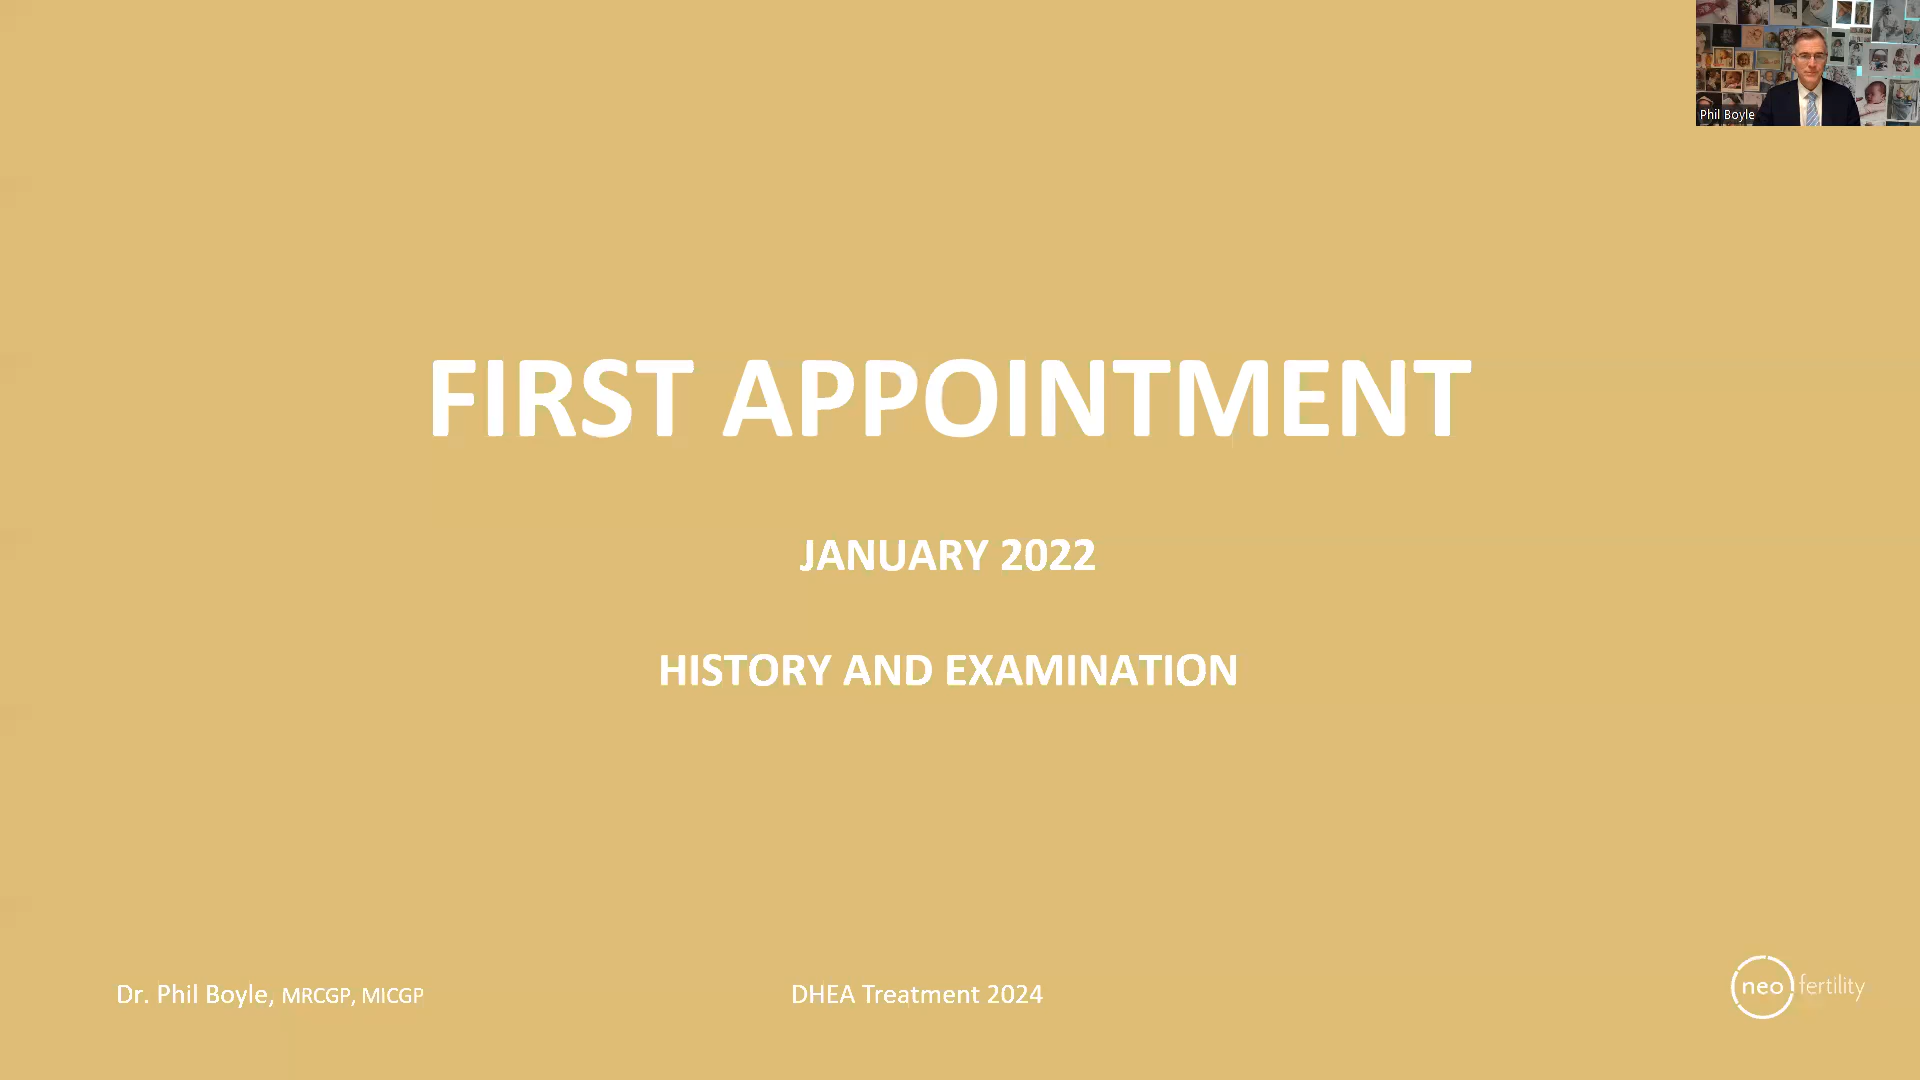 Phil Boyle
FIRST APPOINTMENT
JANUARY 2022
HISTORY AND EXAMINATION
Dr. Phil Boyle, MRCGP, MICGP
DHEA Treatment 2024
neo fertility